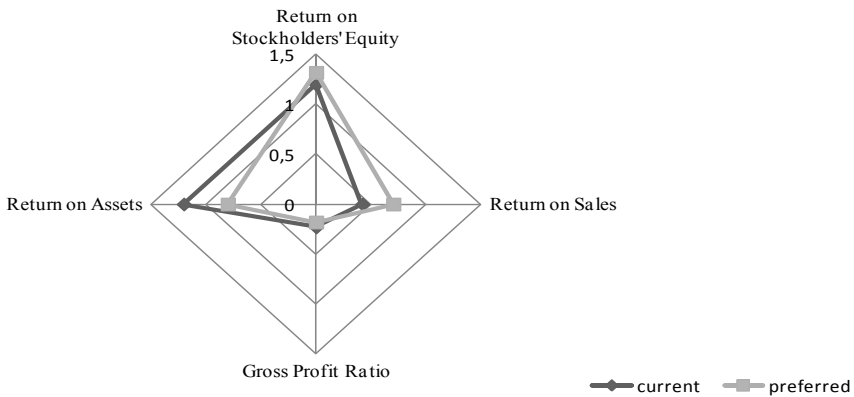 Return on
Stockholders' Equity
1,5
1
0,5
0
Return on Assets
Return on Sales
Gross Profit Ratio
current
preferred